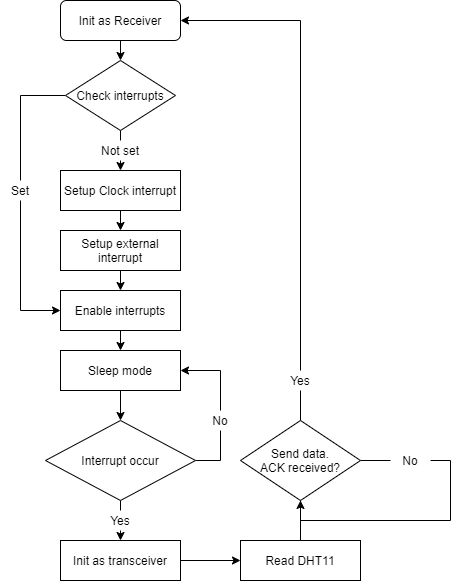 Init as Receiver
Check interrupts
Not set
Set
Setup Clock interrupt
Setup external
interrupt
Enable interrupts
Sleep mode
Yes
No
Interrupt occur
Send data.
ACK received?
No
Yes
Init as transceiver
Read DHT11